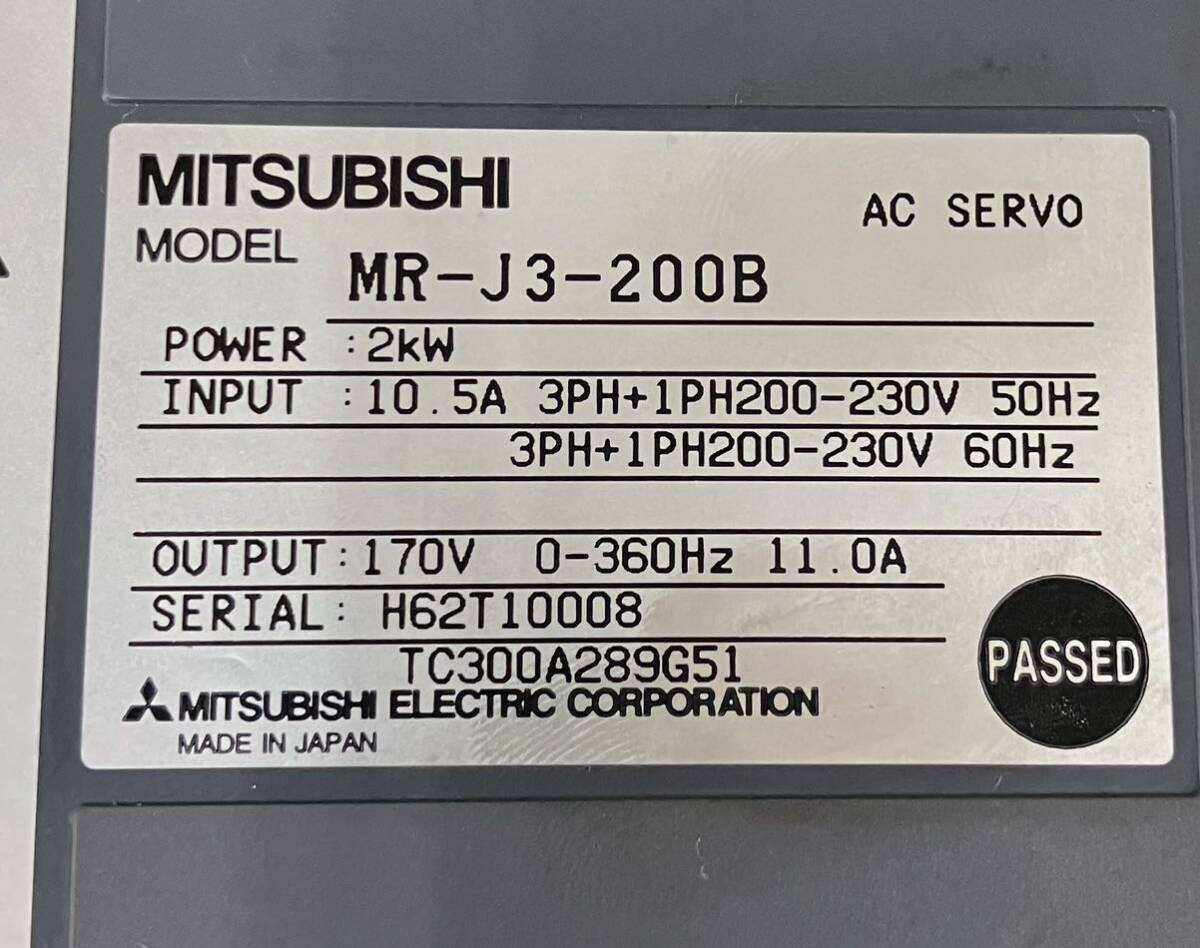 MITSUBISHI
AC SERVO
MODEL MR-J3-200B
POWER :2kW
INPUT :10.5A 3PH+1PH200-230V 50Hz
3PH+1PH200-230V 60Hz
OUTPUT:170V 0-360Hz 11.0A
SERIAL: H62T10008
TC300A289G51
PASSED
MITSUBISHI ELECTRIC CORPORATION
MADE IN JAPAN